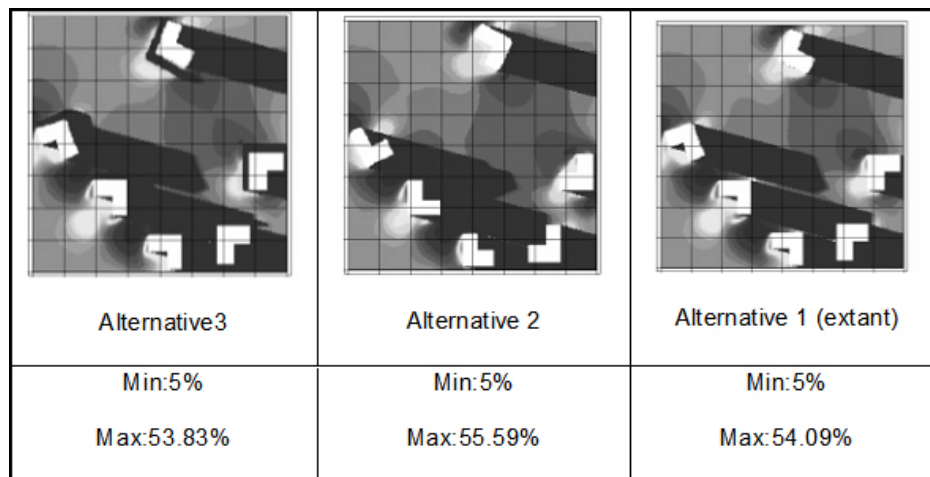 Alternative3
Alternative 2
Alternative 1 (extant)
Min:5%
Min:5%
Min:5%
Max:53.83%
Max:55.59%
Max:54.09%